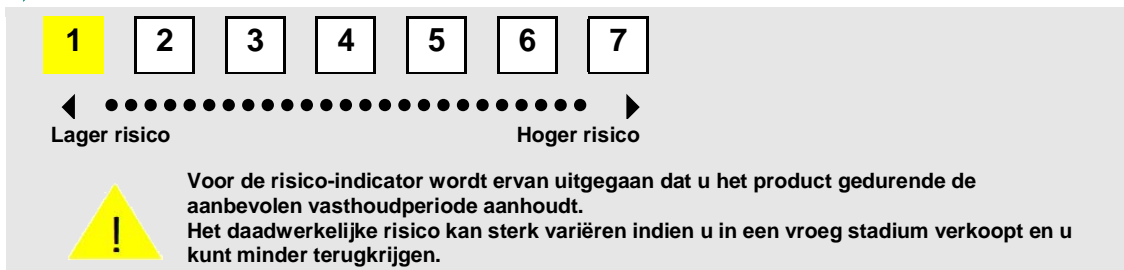 1 2 3 4 5 6 7
Lager risico Hoger risico
Voor de risico-indicator wordt ervan uitgegaan dat u het product gedurende de
aanbevolen vasthoudperiode aanhoudt.
Het daadwerkelijke risico kan sterk variëren indien u in een vroeg stadium verkoopt en u
kunt minder terugkrijgen.
!